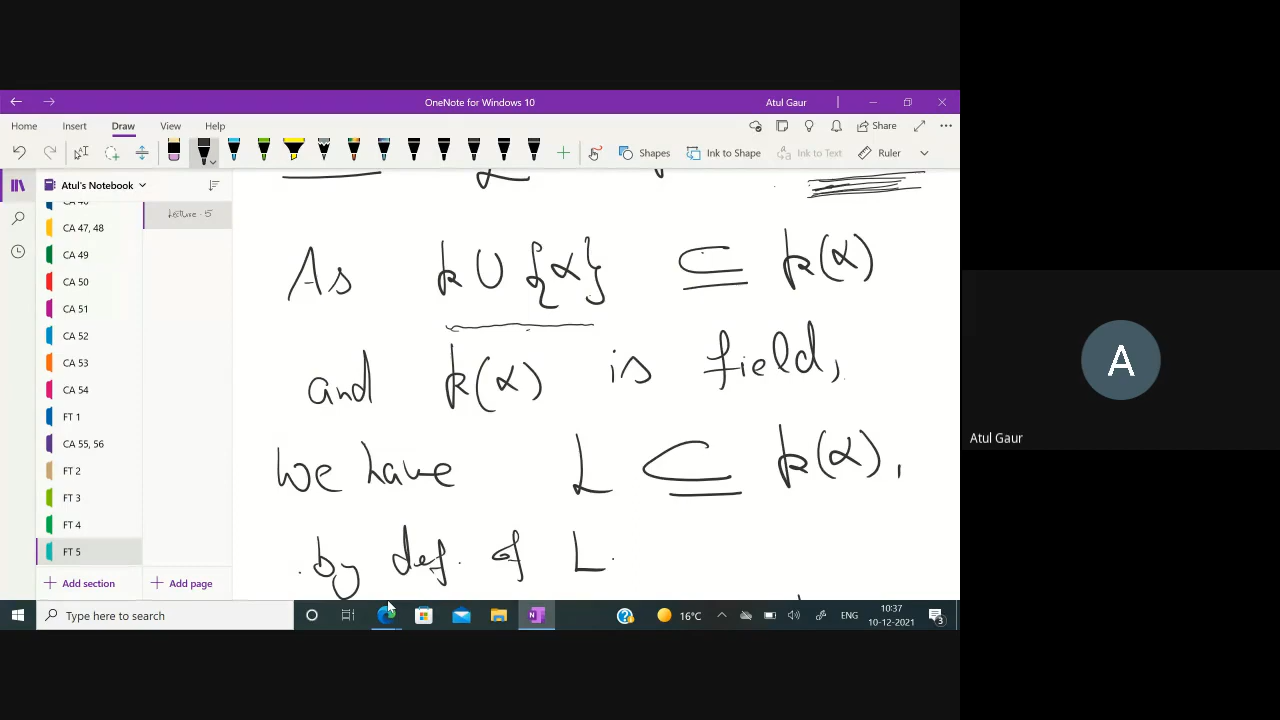 OneNote for Windows 10
Atul Gaur
Home Insert Draw View Help
Share
Shapes Ink to Shape Ink to Text Ruler
Atul's Notebook
Lecture - 5
CA 47, 48
CA 49
CA 50
CA 51
CA 52
CA 53
CA 54
FT 1
CA 55, 56
FT 2
FT 3
FT 4
FT 5
Add section
Add page
As k ∪ {α} ⊆ k(α)
and k(α) is field,
we have L ⊆ k(α),
by def. of L.
A
Atul Gaur
Type here to search
16°C
ENG
10:37
10-12-2021
3